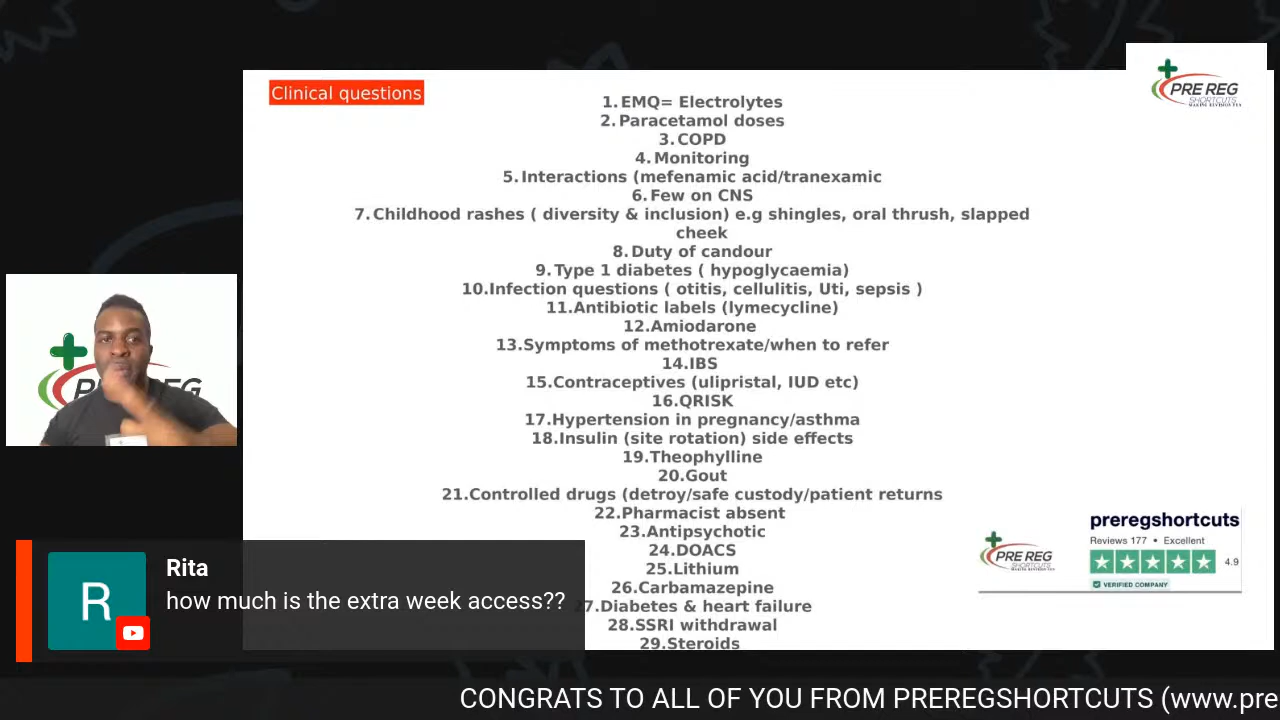 Clinical questions
PRE REG
SHORTCUTS
1.EMQ= Electrolytes
2.Paracetamol doses
3.COPD
4.Monitoring
5.Interactions (mefenamic acid/tranexamic
6.Few on CNS
7.Childhood rashes ( diversity & inclusion) e.g shingles, oral thrush, slapped
cheek
8.Duty of candour
9.Type 1 diabetes ( hypoglycaemia)
10.Infection questions ( otitis, cellulitis, Uti, sepsis )
11.Antibiotic labels (lymecycline)
12.Amiodarone
13.Symptoms of methotrexate/when to refer
14.IBS
15.Contraceptives (ulipristal, IUD etc)
16.QRISK
17.Hypertension in pregnancy/asthma
18.Insulin (site rotation) side effects
19.Theophylline
20.Gout
21.Controlled drugs (detroy/safe custody/patient returns
22.Pharmacist absent
23.Antipsychotic
24.DOACS
25.Lithium
26.Carbamazepine
27.Diabetes & heart failure
28.SSRI withdrawal
29.Steroids
PRE REG
preregshortcuts
Reviews 177 • Excellent
4.9
VERIFIED COMPANY
R
Rita
how much is the extra week access??
CONGRATS TO ALL OF YOU FROM PREREGSHORTCUTS (www.pre